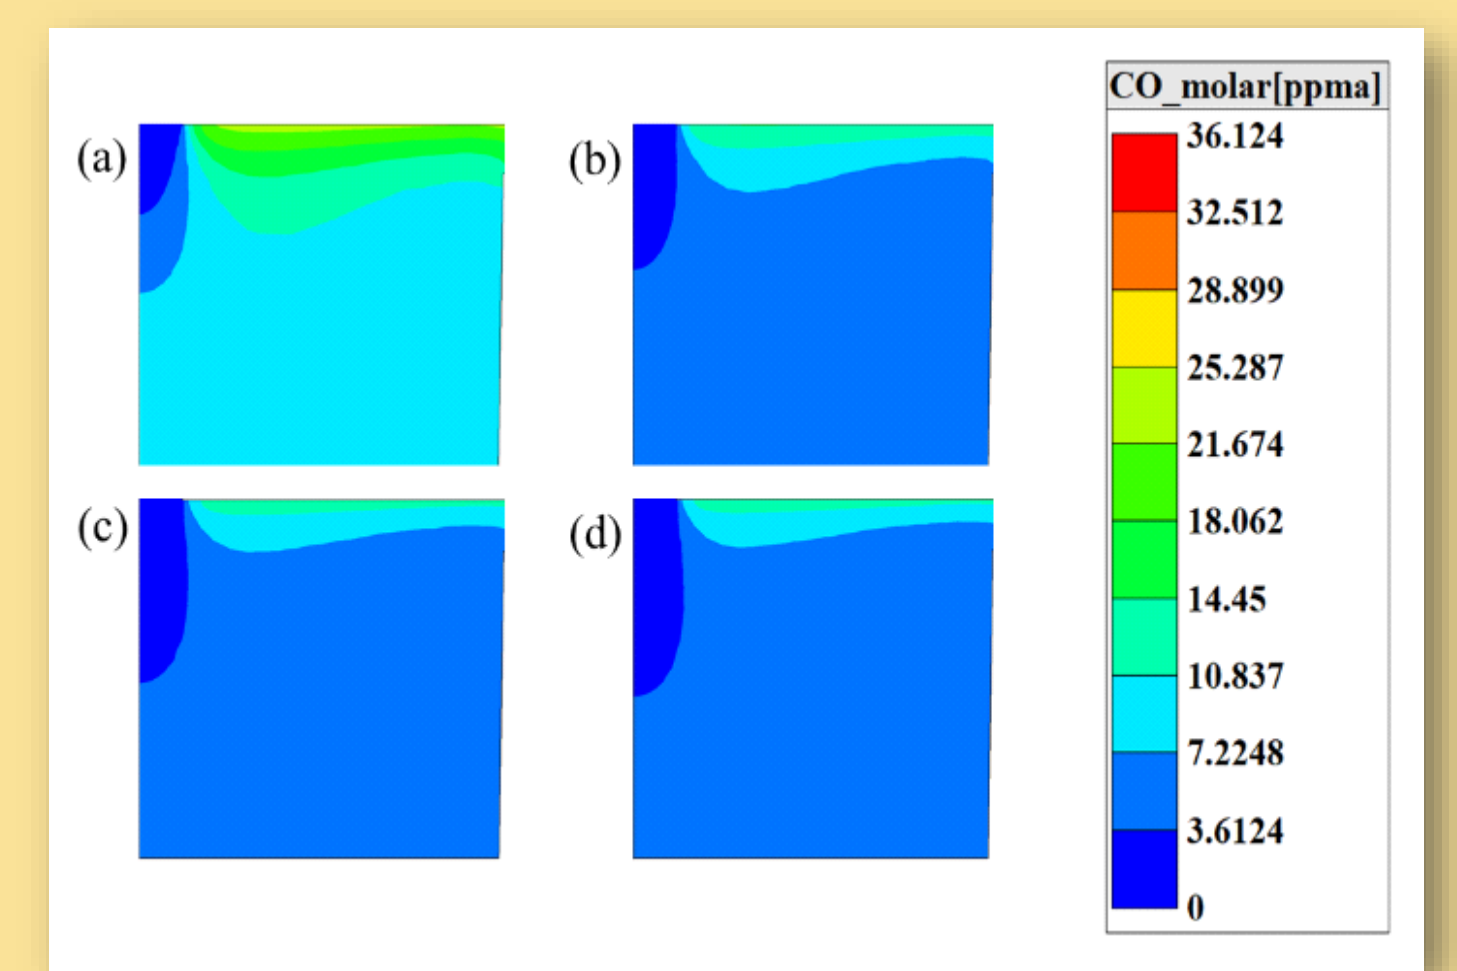 (a)
(b)
(c)
(d)
CO_molar[ppma]
36.124
32.512
28.899
25.287
21.674
18.062
14.45
10.837
7.2248
3.6124
0